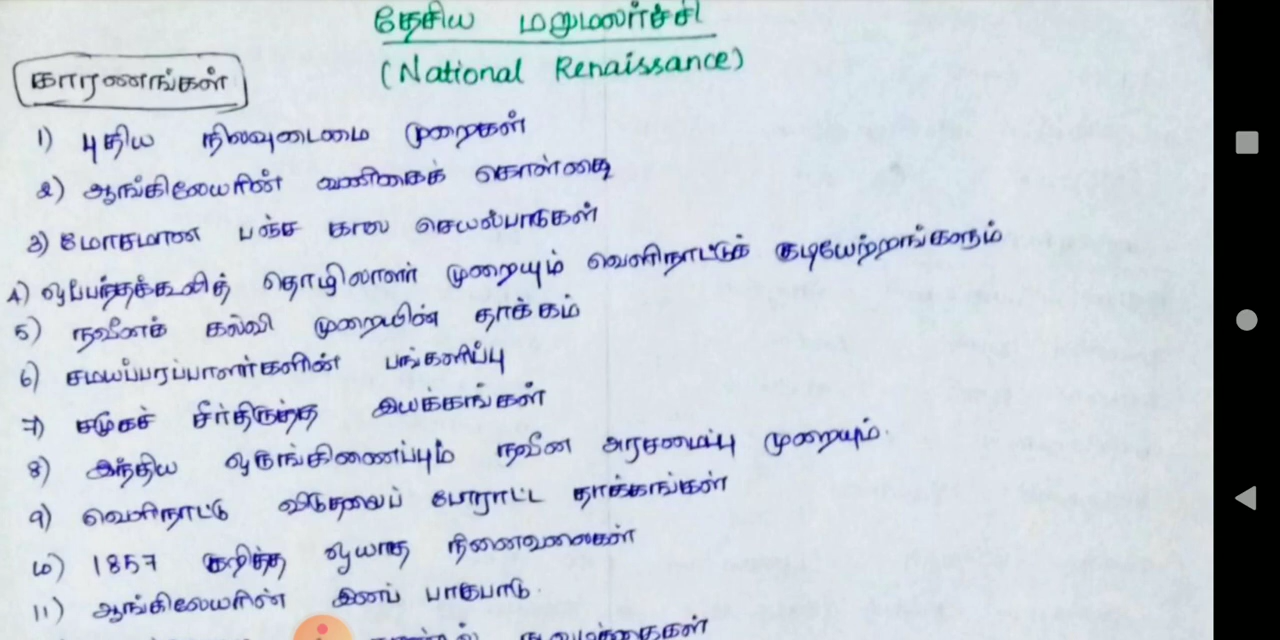 தேசிய மறுமலர்ச்சி
(National Renaissance)
காரணங்கள்
1) புதிய நிலவுடைமை முறைகள்
2) ஆங்கிலேயரின் வணிகைக் கொள்கை
3) மோசமான பஞ்ச கால செயல்பாடுகள்
4) ஒப்பந்தக்கூலித் தொழிலாளர் முறையும் வெளிநாட்டுக் குடியேற்றங்களும்
5) நவீனக் கல்வி முறையின் தாக்கம்
6) சமயப்பரப்பாளர்களின் பங்களிப்பு
7) சமூகச் சீர்திருத்த இயக்கங்கள்
8) இந்திய ஒருங்கிணைப்பும் நவீன அரசமைப்பு முறையும்.
9) வெளிநாட்டு விடுதலைப் போராட்ட தாக்கங்கள்
10) 1857 குறித்த ஓயாத நினைவலைகள்
11) ஆங்கிலேயரின் இனப் பாகுபாடு.
நடவடிக்கைகள்